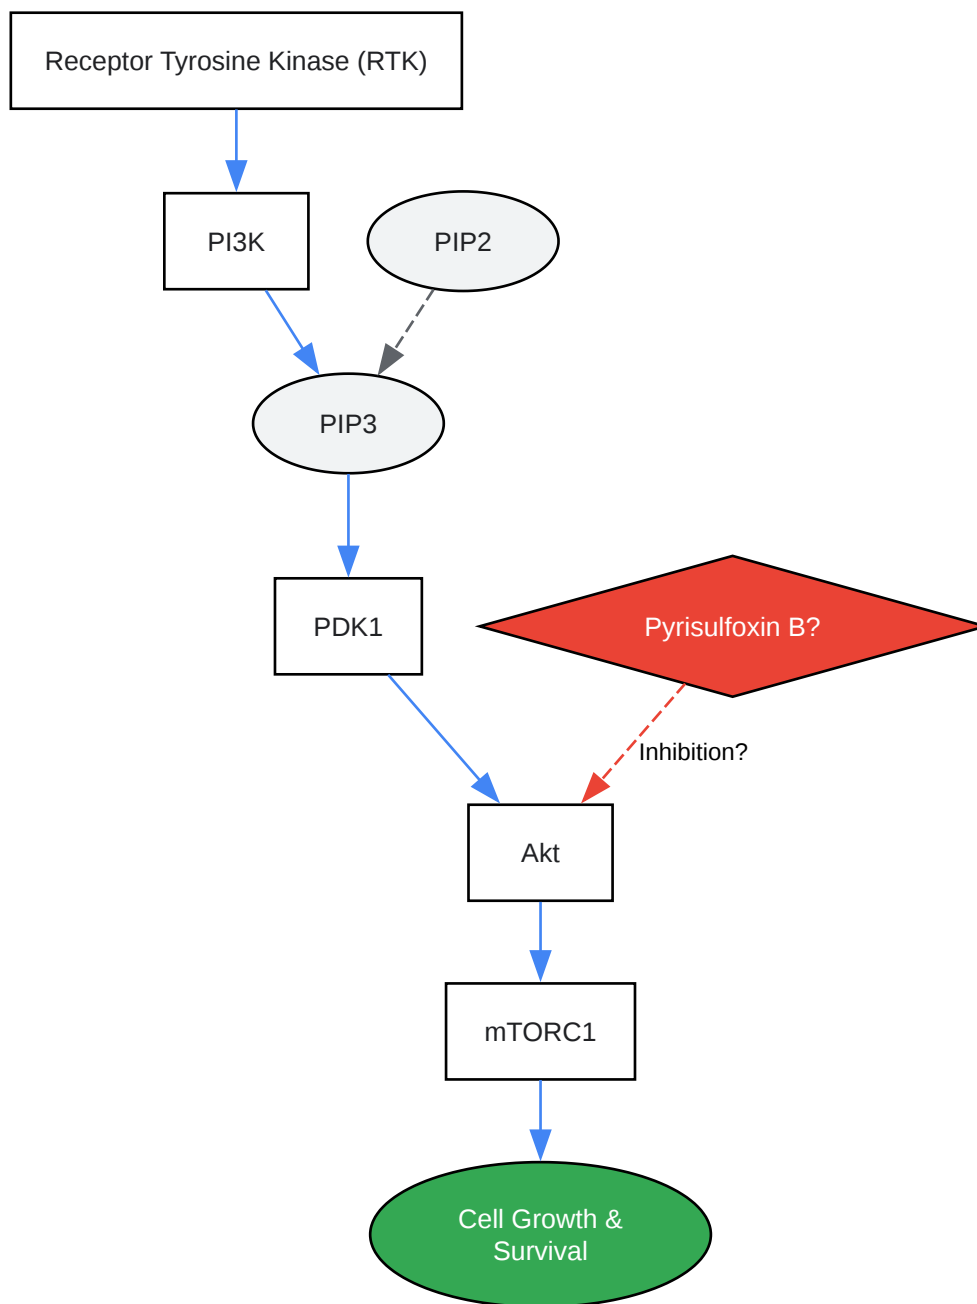 Receptor Tyrosine Kinase (RTK)
PI3K
PIP2
PIP3
PDK1
Pyrisulfoxin B?
Inhibition?
Akt
mTORC1
Cell Growth &
Survival